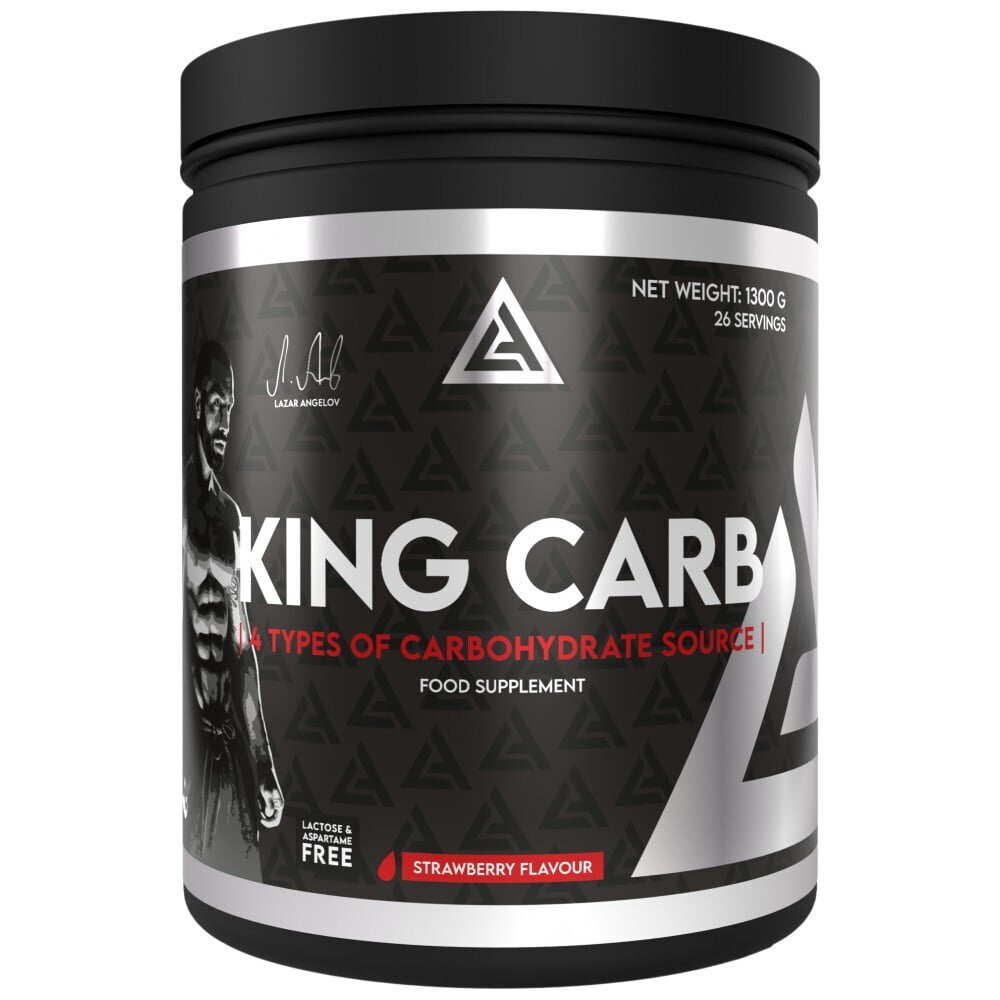 NET WEIGHT: 1300 G
26 SERVINGS
LAZAR ANGELOV
KING CARB
| 4 TYPES OF CARBOHYDRATE SOURCE |
FOOD SUPPLEMENT
LACTOSE &
ASPARTAME
FREE
STRAWBERRY FLAVOUR